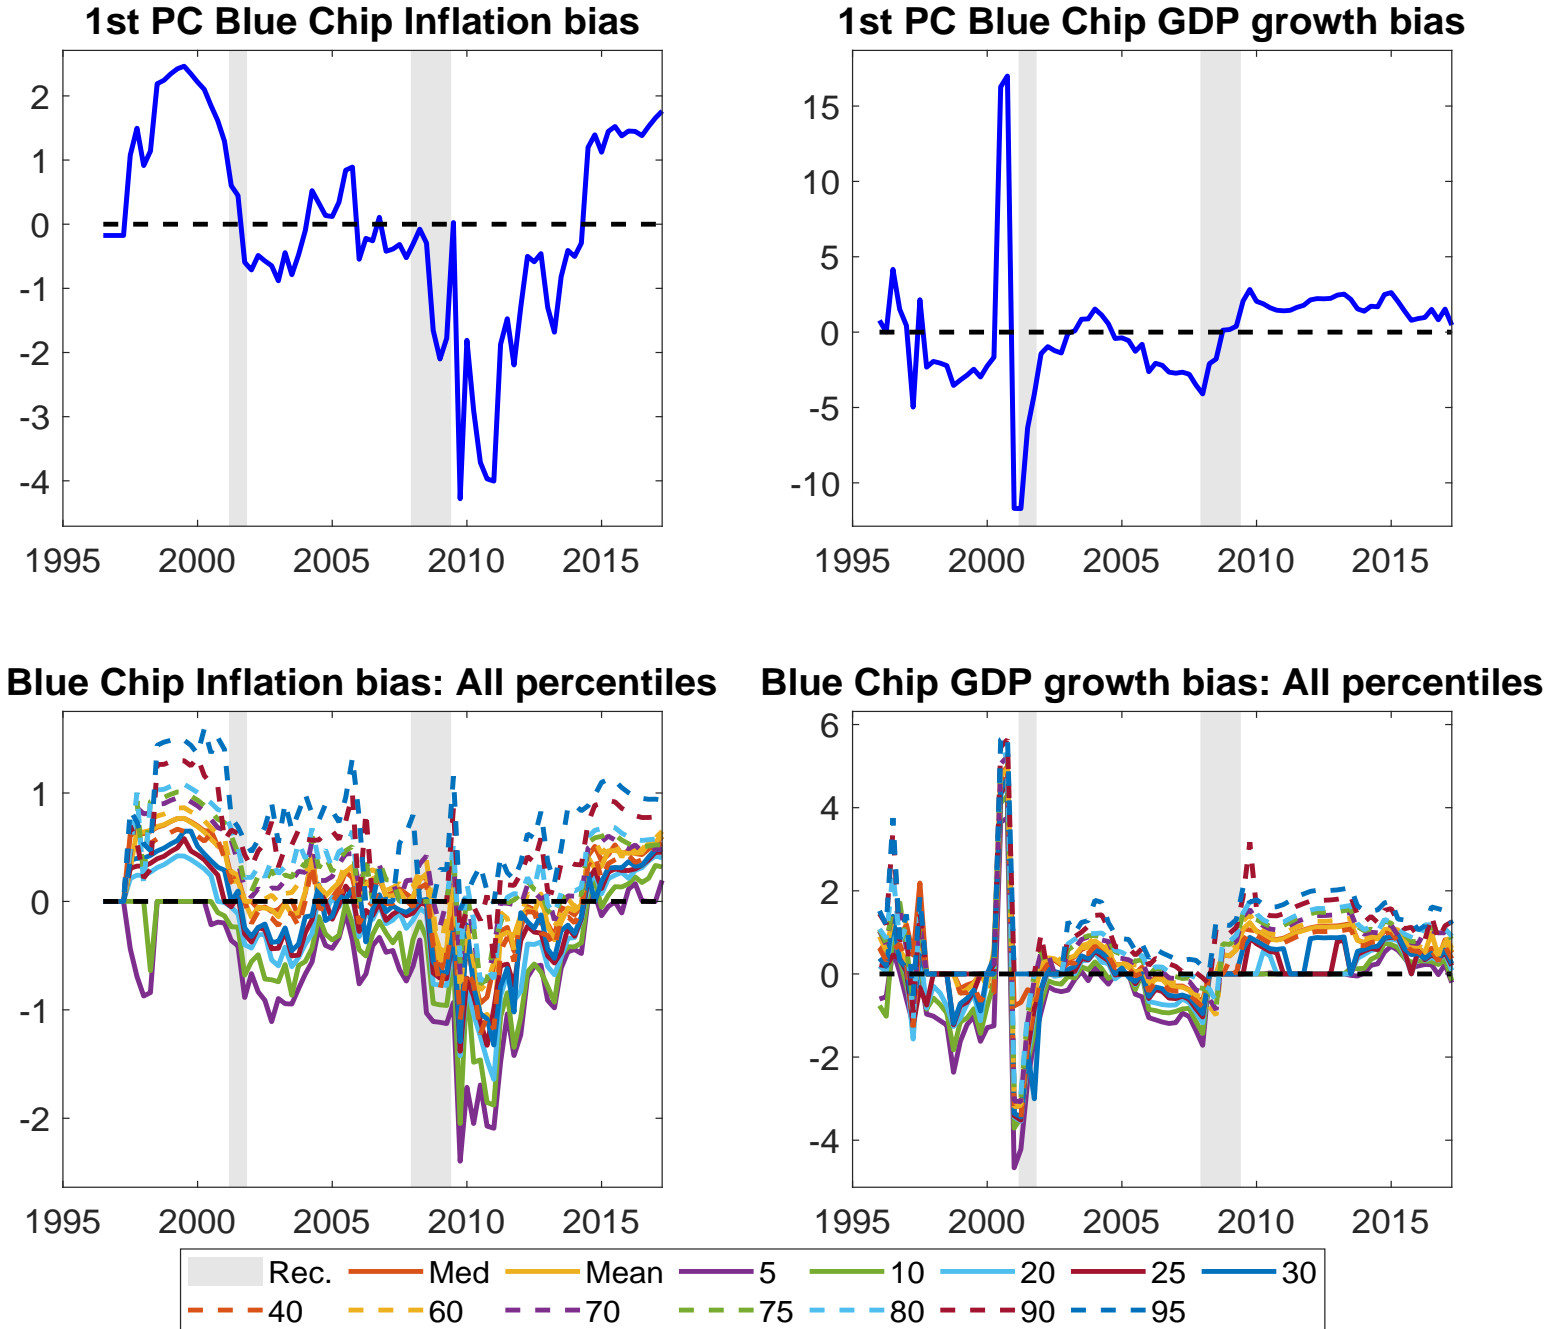 1st PC Blue Chip Inflation bias
2
1
0
-1
-2
-3
-4
1995 2000 2005 2010 2015
1st PC Blue Chip GDP growth bias
15
10
5
0
-5
-10
1995 2000 2005 2010 2015
Blue Chip Inflation bias: All percentiles
1
0
-1
-2
1995 2000 2005 2010 2015
Blue Chip GDP growth bias: All percentiles
6
4
2
0
-2
-4
1995 2000 2005 2010 2015
Rec. Med Mean 5 10 20 25 30
40 60 70 75 80 90 95